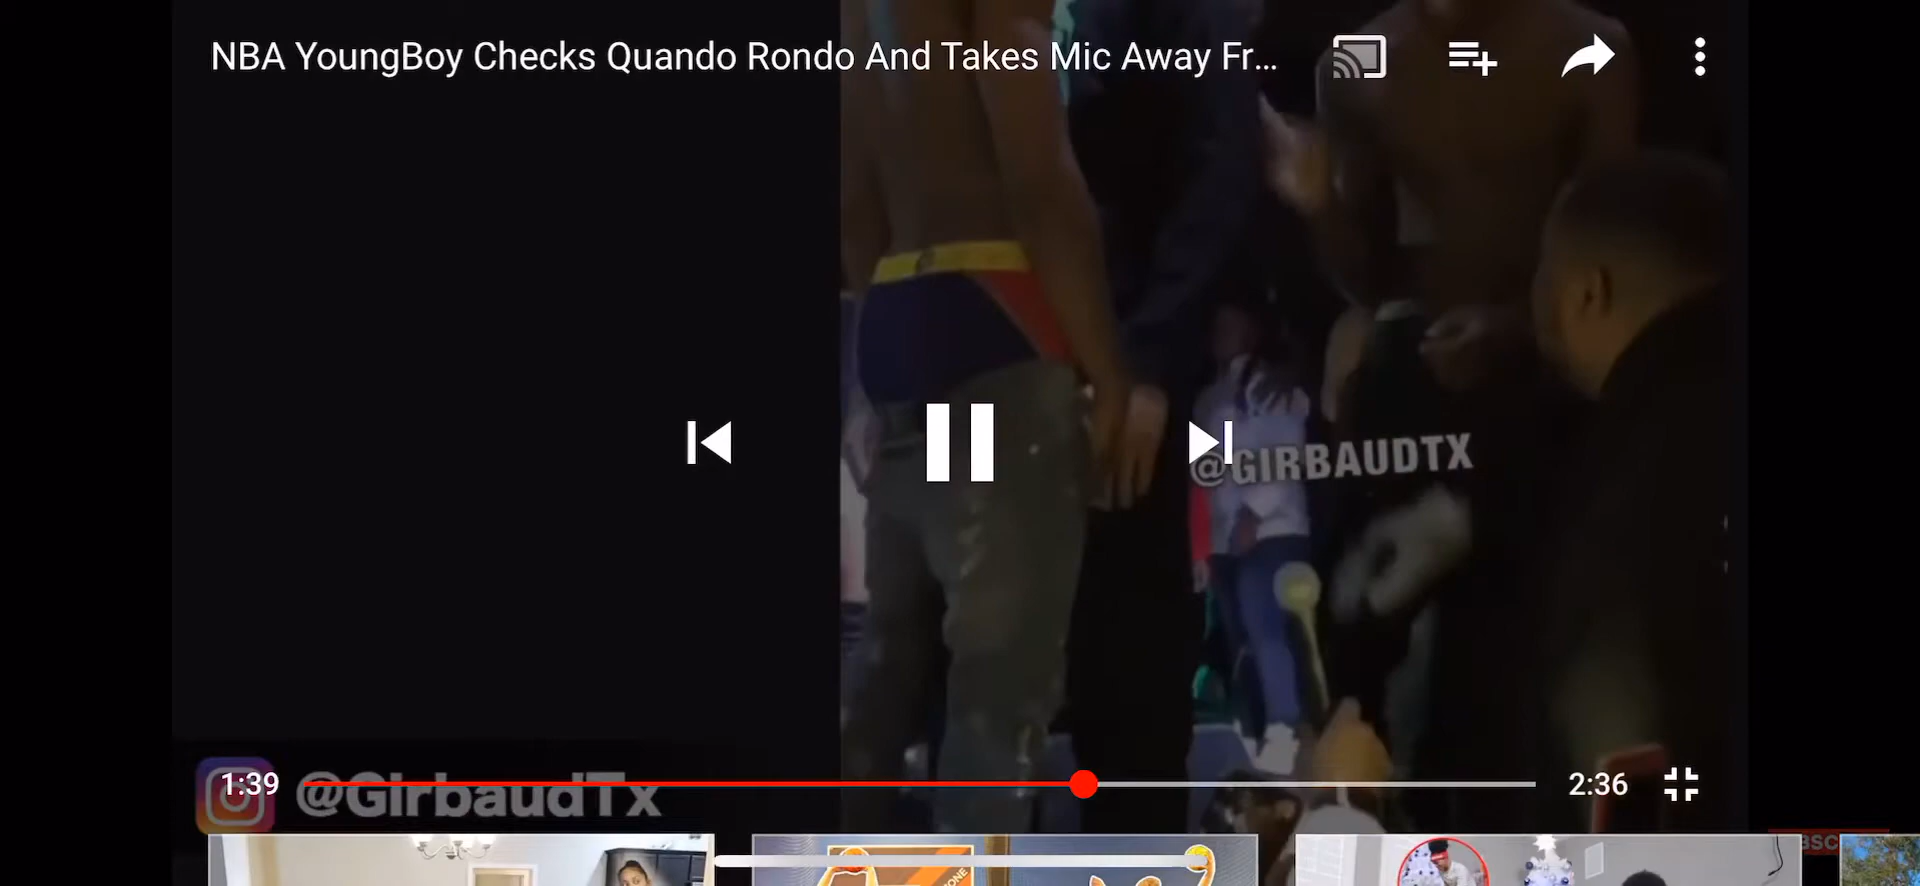 NBA YoungBoy Checks Quando Rondo And Takes Mic Away Fr...
@GIRBAUDTX
1:39
@GirbaudTx
2:36